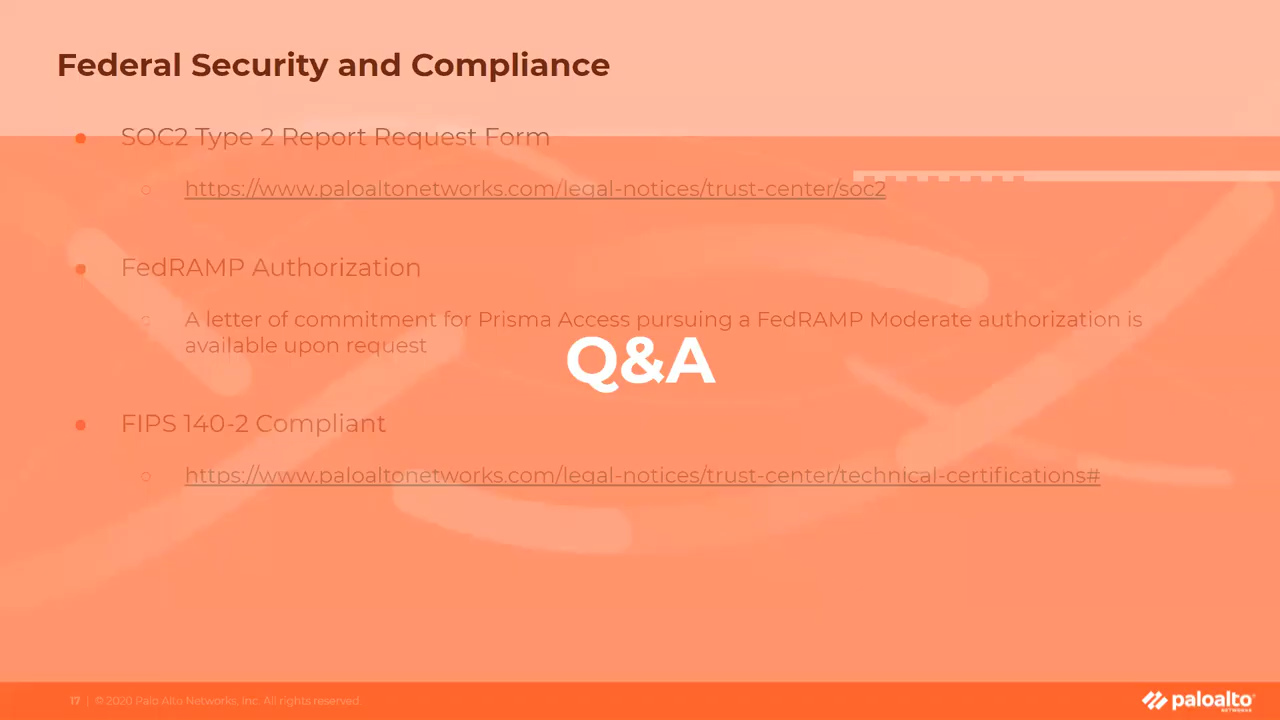 Federal Security and Compliance
• SOC2 Type 2 Report Request Form
○ https://www.paloaltonetworks.com/legal-notices/trust-center/soc2
• FedRAMP Authorization
○ A letter of commitment for Prisma Access pursuing a FedRAMP Moderate authorization is
available upon request
Q&A
• FIPS 140-2 Compliant
○ https://www.paloaltonetworks.com/legal-notices/trust-center/technical-certifications#
17 | © 2020 Palo Alto Networks, Inc. All rights reserved.
paloalto
NETWORKS